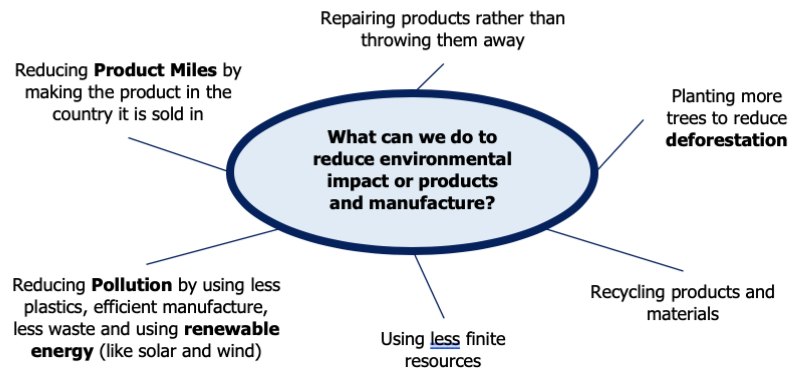 Repairing products rather than
throwing them away
Reducing Product Miles by
making the product in the
country it is sold in
Planting more
trees to reduce
deforestation
What can we do to
reduce environmental
impact or products
and manufacture?
Reducing Pollution by using less
plastics, efficient manufacture,
less waste and using renewable
energy (like solar and wind)
Recycling products and
materials
Using less finite
resources